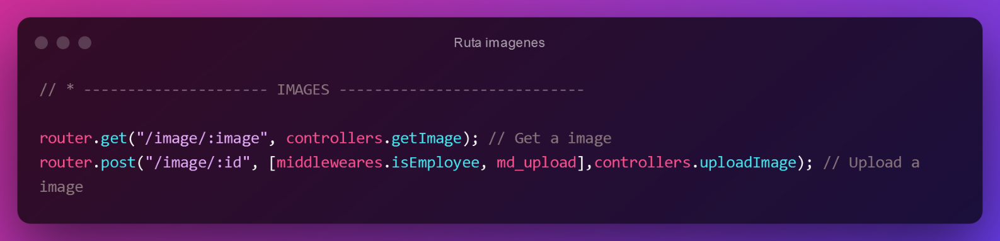 Ruta imagenes
// * --------------------- IMAGES ----------------------------
router.get("/image/:image", controllers.getImage); // Get a image
router.post("/image/:id", [middleweares.isEmployee, md_upload],controllers.uploadImage); // Upload a
image